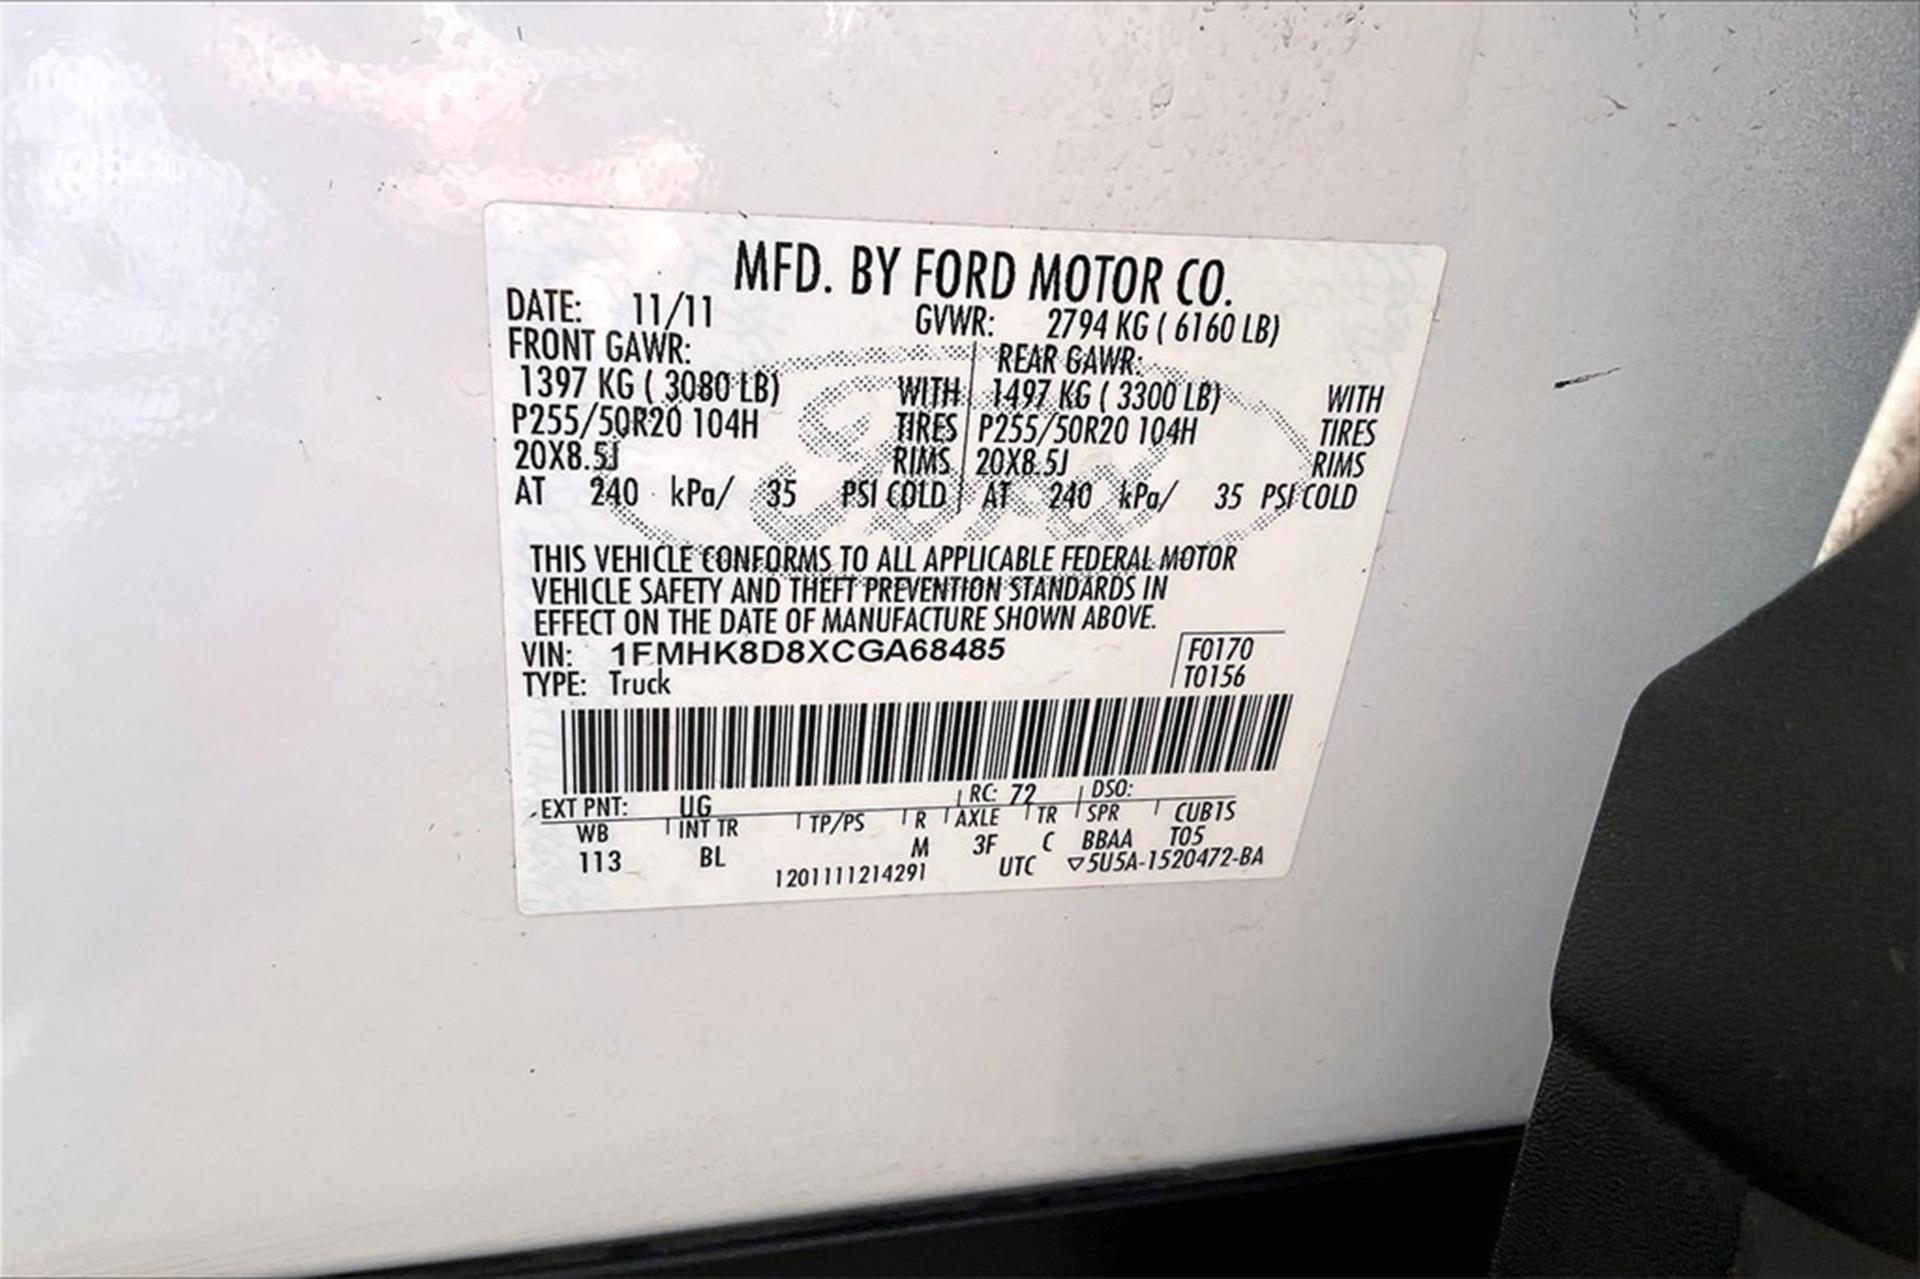 MFD. BY FORD MOTOR CO.
DATE: 11/11 GVWR: 2794 KG ( 6160 LB)
FRONT GAWR: REAR GAWR:
1397 KG ( 3080 LB) WITH 1497 KG ( 3300 LB) WITH
P255/50R20 104H TIRES P255/50R20 104H TIRES
20X8.5J RIMS 20X8.5J RIMS
AT 240 kPa/ 35 PSI COLD AT 240 kPa/ 35 PSI COLD
Ford
THIS VEHICLE CONFORMS TO ALL APPLICABLE FEDERAL MOTOR
VEHICLE SAFETY AND THEFT PREVENTION STANDARDS IN
EFFECT ON THE DATE OF MANUFACTURE SHOWN ABOVE.
VIN: 1FMHK8D8XCGA68485 F0170
TYPE: Truck T0156
EXT PNT: UG RC: 72 DSO:
WB INT TR TP/PS R AXLE TR SPR CUB1S
113 BL M 3F C BBAA T05
1201111214291 UTC ▽5U5A-1520472-BA